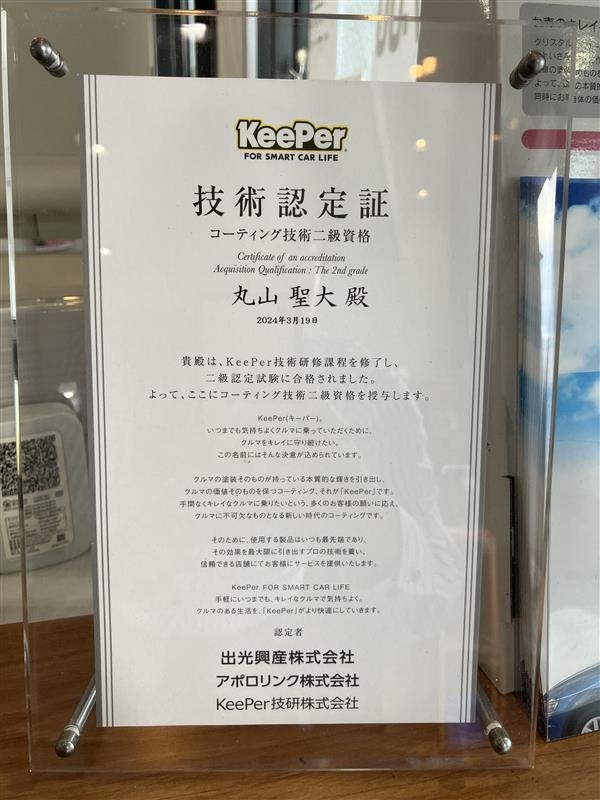 KeePer
FOR SMART CAR LIFE
技術認定証
コーティング技術二級資格
Certificate of an accreditation
Acquisition Qualification : The 2nd grade
丸山 聖大 殿
2024年3月19日
貴殿は、KeePer技術研修課程を修了し、
二級認定試験に合格されました。
よって、ここにコーティング技術二級資格を授与します。
KeePer(キーパー)。
いつまでも気持ちよくクルマに乗っていただくために、
クルマをキレイに守り続けたい。
この名前にはそんな決意が込められています。
クルマの塗装そのものが持っている本質的な輝きを引き出し、
クルマの価値そのものを保つコーティング、それが「KeePer」です。
手間なくキレイなクルマに乗りたいという、多くのお客様の願いに応え、
クルマに不可欠なものとなる新しい時代のコーティングです。
そのために、使用する製品はいつも最先端であり、
その効果を最大限に引き出すプロの技術を養い、
信頼できる店舗にてお客様にサービスを提供いたします。
KeePer FOR SMART CAR LIFE
手軽にいつまでも、キレイなクルマで気持ちよく。
クルマのある生活を、「KeePer」がより快適にしていきます。
認定者
出光興産株式会社
アポロリンク株式会社
KeePer技研株式会社